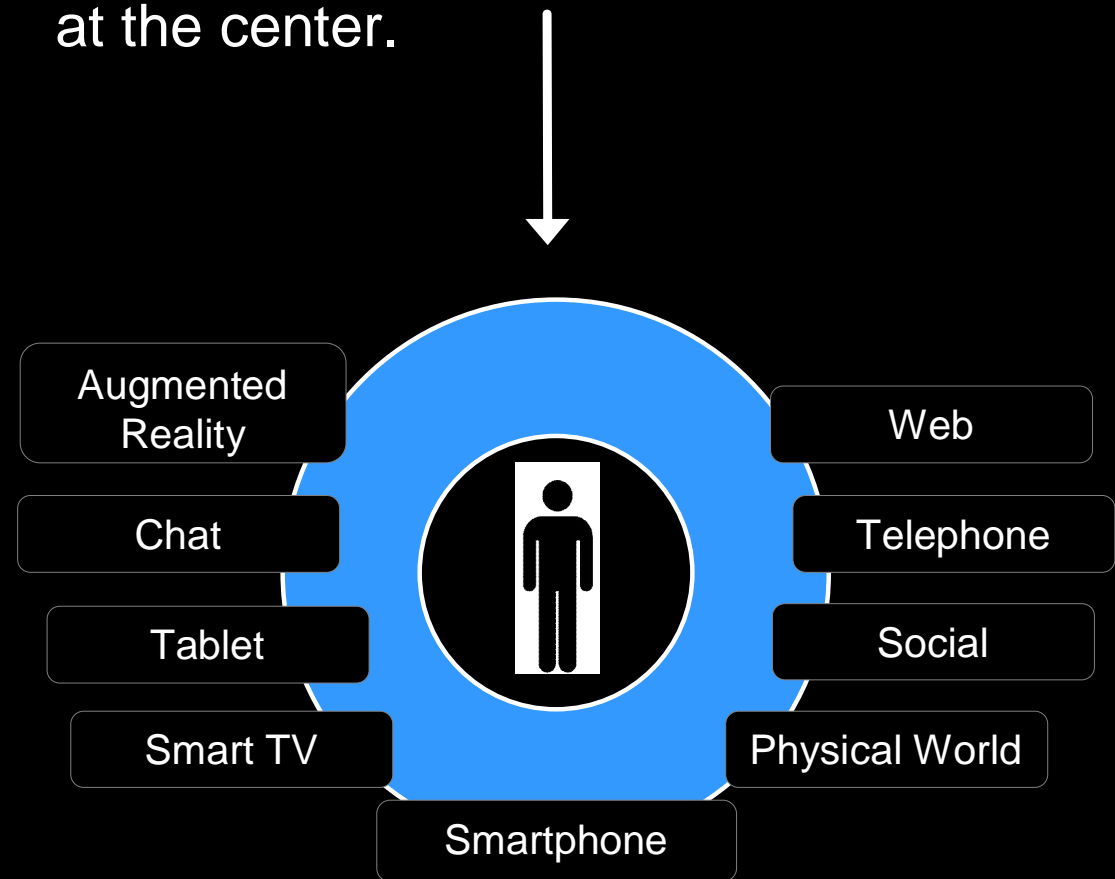 at the center.
Augmented
Reality
Web
Chat
Telephone
Tablet
Social
Smart TV
Physical World
Smartphone